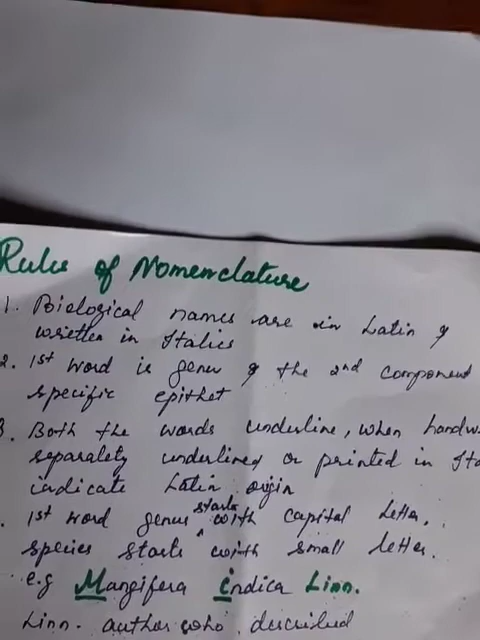 Rules of Nomenclature
1. Biological names are in Latin &
written in Italics
2. 1st word is genus & the 2nd component
specific epithet
3. Both the words underline, when handw
separately underlined or printed in Ita
indicate Latin origin
. 1st word genus starts with capital letter.
species starts with small letter.
e.g Mangifera indica Linn.
Linn. author who described